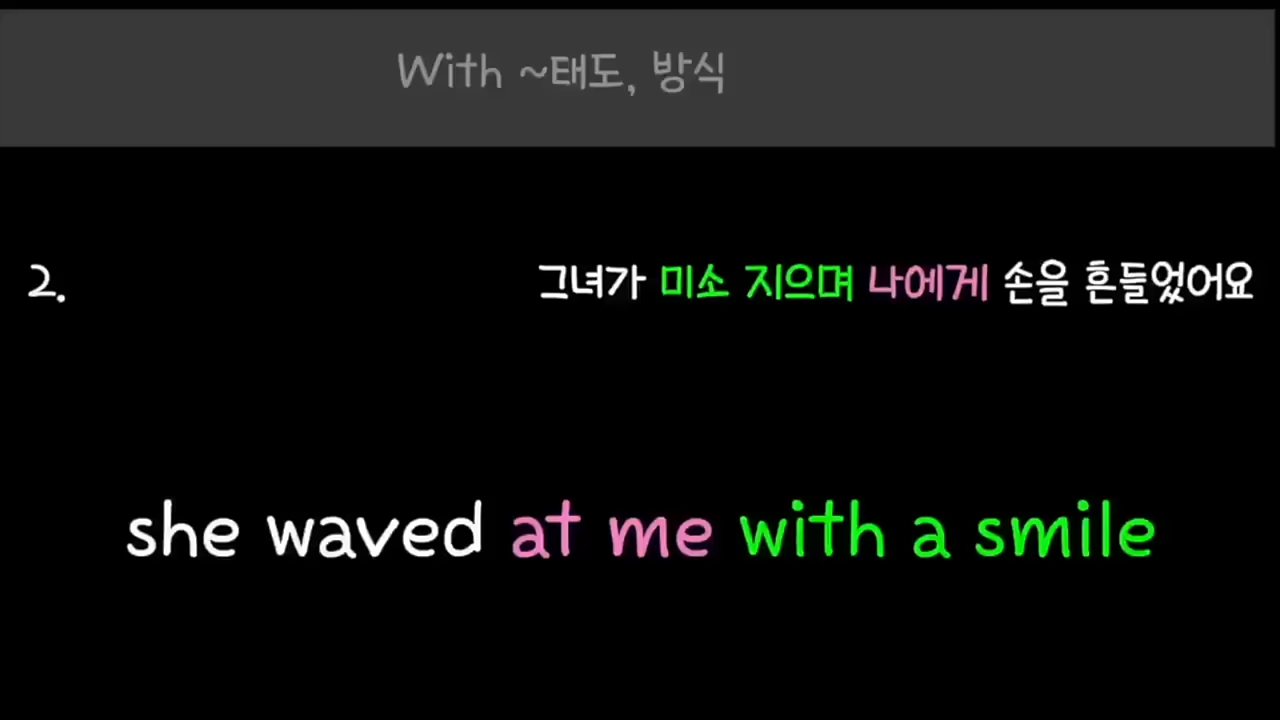 With ~태도, 방식
2. 그녀가 미소 지으며 나에게 손을 흔들었어요
she waved at me with a smile